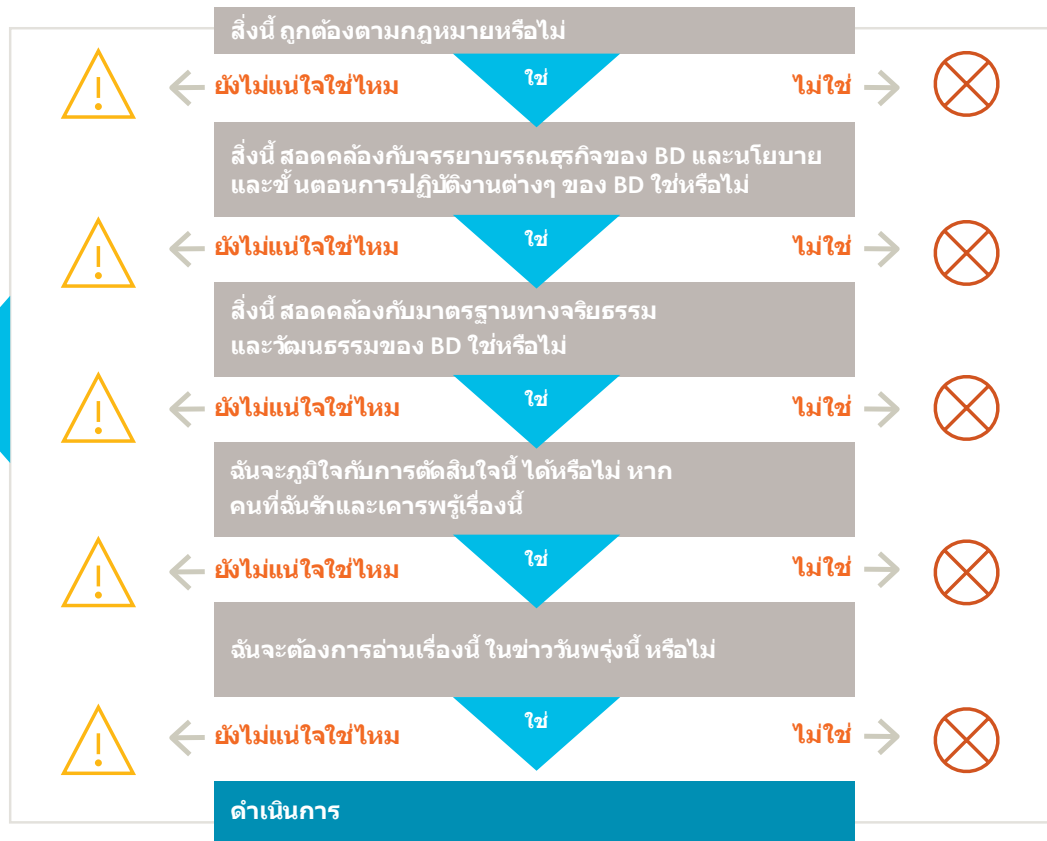 สิ่งนี้ ถูกต้องตามกฎหมายหรือไม่
ยังไม่แน่ใจใช่ไหม
ใช่
ไม่ใช่
สิ่งนี้ สอดคล้องกับจรรยาบรรณธุรกิจของ BD และนโยบาย
และขั้นตอนการปฏิบัติงานต่างๆ ของ BD ใช่หรือไม่
ยังไม่แน่ใจใช่ไหม
ใช่
ไม่ใช่
สิ่งนี้ สอดคล้องกับมาตรฐานทางจริยธรรม
และวัฒนธรรมของ BD ใช่หรือไม่
ยังไม่แน่ใจใช่ไหม
ใช่
ไม่ใช่
ฉันจะภูมิใจกับการตัดสินใจนี้ ได้หรือไม่ หาก
คนที่ฉันรักและเคารพรู้เรื่องนี้
ยังไม่แน่ใจใช่ไหม
ใช่
ไม่ใช่
ฉันจะต้องการอ่านเรื่องนี้ ในข่าววันพรุ่งนี้ หรือไม่
ยังไม่แน่ใจใช่ไหม
ใช่
ไม่ใช่
ดำเนินการ